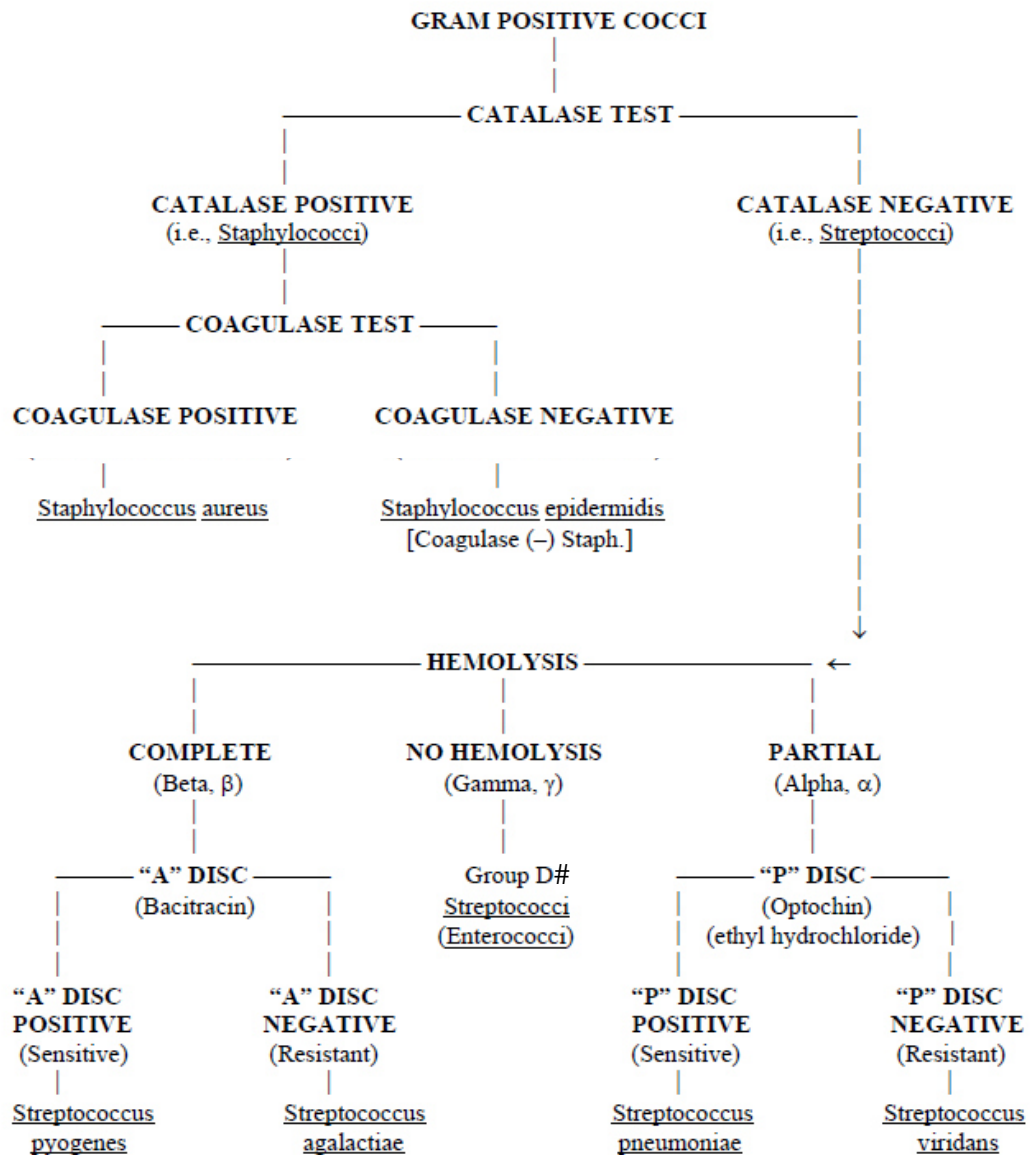 GRAM POSITIVE COCCI
CATALASE TEST
CATALASE POSITIVE
(i.e., Staphylococci)
CATALASE NEGATIVE
(i.e., Streptococci)
COAGULASE TEST
COAGULASE POSITIVE
COAGULASE NEGATIVE
Staphylococcus aureus
Staphylococcus epidermidis
[Coagulase (–) Staph.]
HEMOLYSIS
COMPLETE
(Beta, β)
NO HEMOLYSIS
(Gamma, γ)
PARTIAL
(Alpha, α)
“A” DISC
(Bacitracin)
Group D#
Streptococci
(Enterococci)
“P” DISC
(Optochin)
(ethyl hydrochloride)
“A” DISC
POSITIVE
(Sensitive)
“A” DISC
NEGATIVE
(Resistant)
“P” DISC
POSITIVE
(Sensitive)
“P” DISC
NEGATIVE
(Resistant)
Streptococcus
pyogenes
Streptococcus
agalactiae
Streptococcus
pneumoniae
Streptococcus
viridans